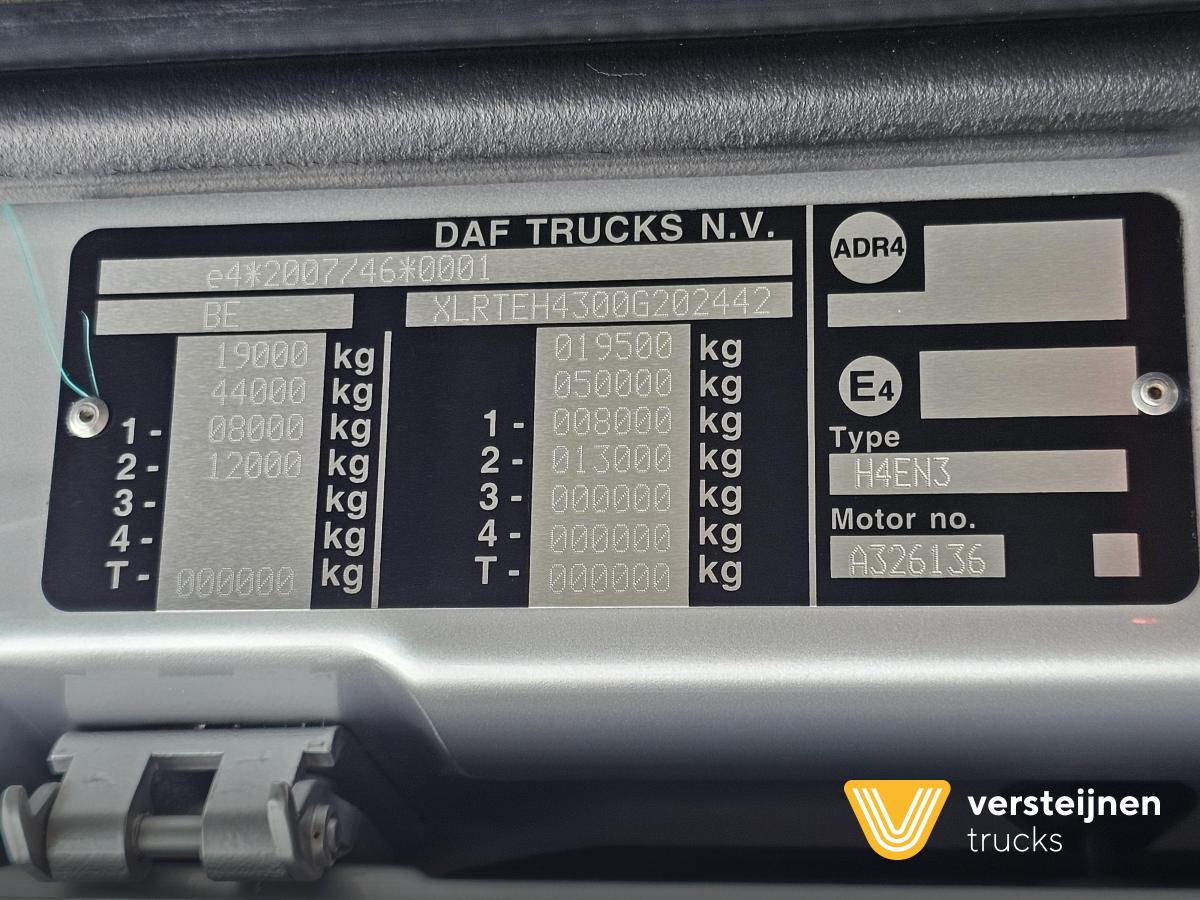 DAF TRUCKS N.V.
e4*2007/46*0001
BE XLRTEH4300G202442
19000 kg
44000 kg
1 - 08000 kg
2 - 12000 kg
3 - kg
4 - kg
T - 000000 kg
019500 kg
050000 kg
1 - 008000 kg
2 - 013000 kg
3 - 000000 kg
4 - 000000 kg
T - 000000 kg
ADR4
E4
Type
H4EN3
Motor no.
A326136
versteijnen
trucks